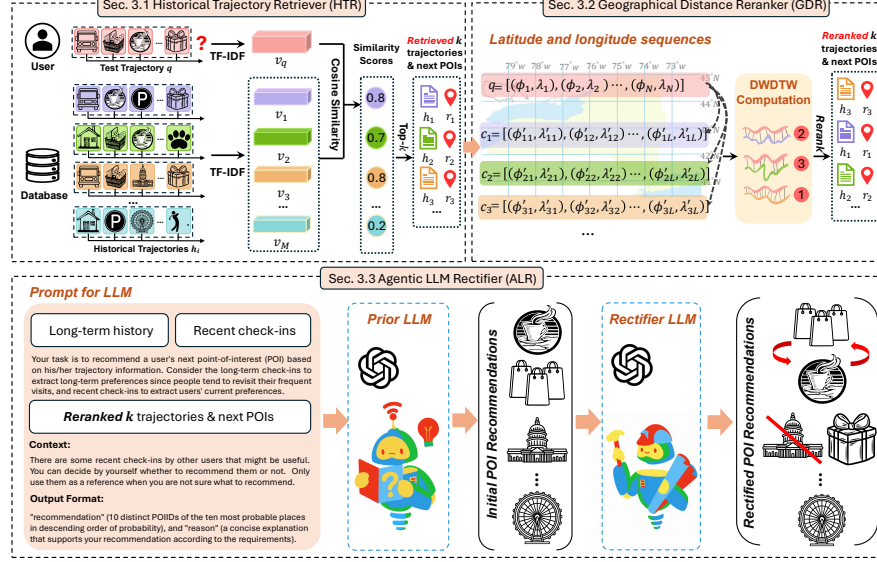 Sec. 3.1 Historical Trajectory Retriever (HTR)
User
Test Trajectory q
?
TF-IDF
v_q
Cosine Similarity
Similarity
Scores
Top-k
Retrieved k
trajectories
& next POIs
Database
P
TF-IDF
v_1
v_2
v_3
...
v_M
0.8
0.7
0.8
...
0.2
h_1 r_1
h_2 r_2
h_3 r_3
...
...
P
Historical Trajectories h_i
Sec. 3.2 Geographical Distance Reranker (GDR)
Latitude and longitude sequences
79°W 78°W 77°W 76°W 75°W 74°W 73°W
45°N
44°N
q= [(ϕ_1, λ_1), (ϕ_2, λ_2) ⋯, (ϕ_N, λ_N)]
c_1= [(ϕ′_11, λ′_11), (ϕ′_12, λ′_12) ⋯, (ϕ′_1L, λ′_1L)]
c_2= [(ϕ′_21, λ′_21), (ϕ′_22, λ′_22) ⋯, (ϕ′_2L, λ′_2L)]
c_3= [(ϕ′_31, λ′_31), (ϕ′_32, λ′_32) ⋯, (ϕ′_3L, λ′_3L)]
...
DWDTW
Computation
2
3
1
Rerank
Reranked k
trajectories
& next POIs
h_3 r_3
h_1 r_1
h_2 r_2
...
Sec. 3.3 Agentic LLM Rectifier (ALR)
Prompt for LLM
Long-term history
Recent check-ins
Your task is to recommend a user's next point-of-interest (POI) based
on his/her trajectory information. Consider the long-term check-ins to
extract long-term preferences since people tend to revisit their frequent
visits, and recent check-ins to extract users' current preferences.
Reranked k trajectories & next POIs
Context:
There are some recent check-ins by other users that might be useful.
You can decide by yourself whether to recommend them or not. Only
use them as a reference when you are not sure what to recommend.
Output Format:
"recommendation" (10 distinct POIIDs of the ten most probable places
in descending order of probability), and "reason" (a concise explanation
that supports your recommendation according to the requirements).
Prior LLM
?
Initial POI Recommendations
Rectifier LLM
Rectified POI Recommendations